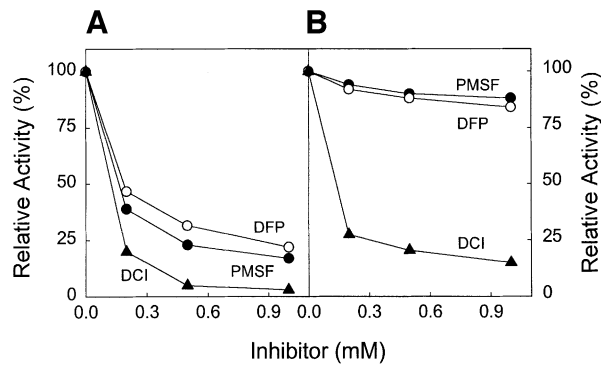 A
B
Relative Activity (%)
100
75
50
25
0
DFP
DCI
PMSF
0.0
0.3
0.6
0.9
PMSF
DFP
DCI
0.0
0.3
0.6
0.9
100
75
50
25
0
Relative Activity (%)
Inhibitor (mM)